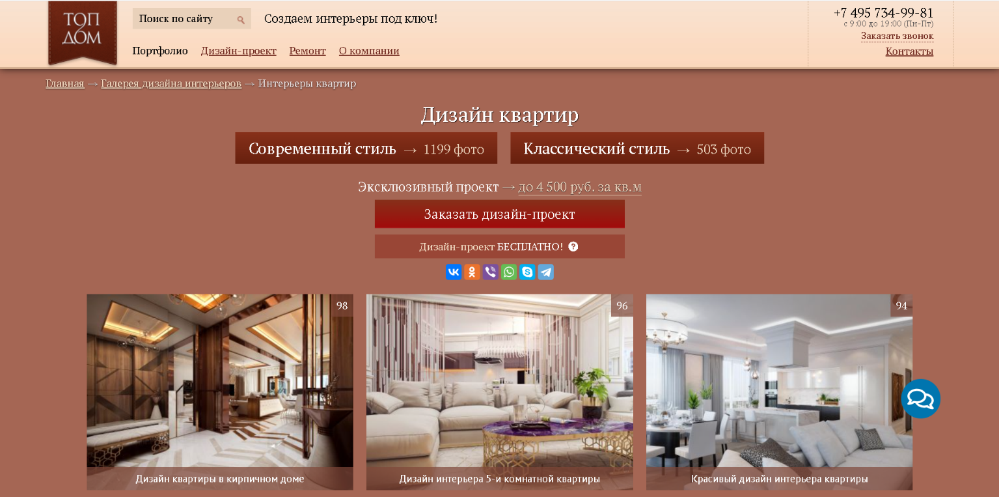 ТОП
ДОМ
Поиск по сайту
Создаем интерьеры под ключ!
+7 495 734-99-81
с 9:00 до 19:00 (Пн-Пт)
Заказать звонок
Контакты
Портфолио Дизайн-проект Ремонт О компании
Главная → Галерея дизайна интерьеров → Интерьеры квартир
Дизайн квартир
Современный стиль → 1199 фото
Классический стиль → 503 фото
Эксклюзивный проект → до 4 500 руб. за кв.м
Заказать дизайн-проект
Дизайн-проект БЕСПЛАТНО! ?
98
96
94
Дизайн квартиры в кирпичном доме
Дизайн интерьера 5-и комнатной квартиры
Красивый дизайн интерьера квартиры